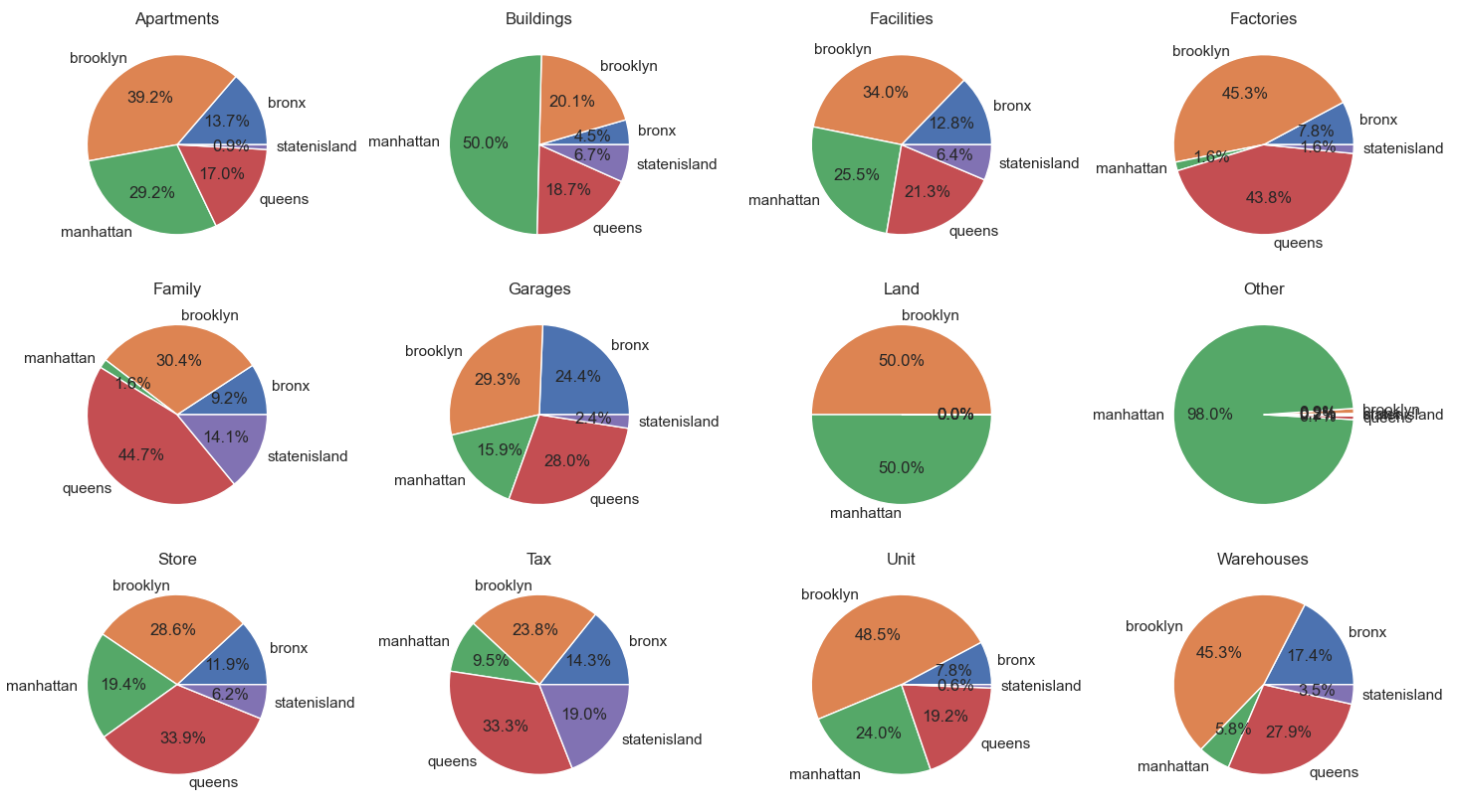 Apartments
brooklyn
39.2%
bronx
13.7%
0.9%
statenisland
17.0%
29.2%
queens
manhattan
Buildings
brooklyn
20.1%
manhattan
50.0%
4.5%
bronx
6.7%
statenisland
18.7%
queens
Facilities
brooklyn
34.0%
bronx
12.8%
6.4%
statenisland
25.5%
21.3%
manhattan
queens
Factories
brooklyn
45.3%
bronx
7.8%
1.6%
statenisland
1.6%
manhattan
43.8%
queens
Family
brooklyn
manhattan
30.4%
1.6%
bronx
9.2%
14.1%
44.7%
statenisland
queens
Garages
bronx
brooklyn
24.4%
29.3%
2.4%
statenisland
15.9%
28.0%
manhattan
queens
Land
brooklyn
50.0%
0.0%
50.0%
manhattan
Other
manhattan
98.0%
brooklyn
statenisland
queens
Store
brooklyn
28.6%
bronx
11.9%
manhattan
19.4%
6.2%
statenisland
33.9%
queens
Tax
brooklyn
23.8%
manhattan
bronx
9.5%
14.3%
33.3%
19.0%
statenisland
queens
Unit
brooklyn
48.5%
bronx
7.8%
0.6%
statenisland
24.0%
19.2%
queens
manhattan
Warehouses
brooklyn
bronx
45.3%
17.4%
3.5%
statenisland
5.8%
27.9%
manhattan
queens